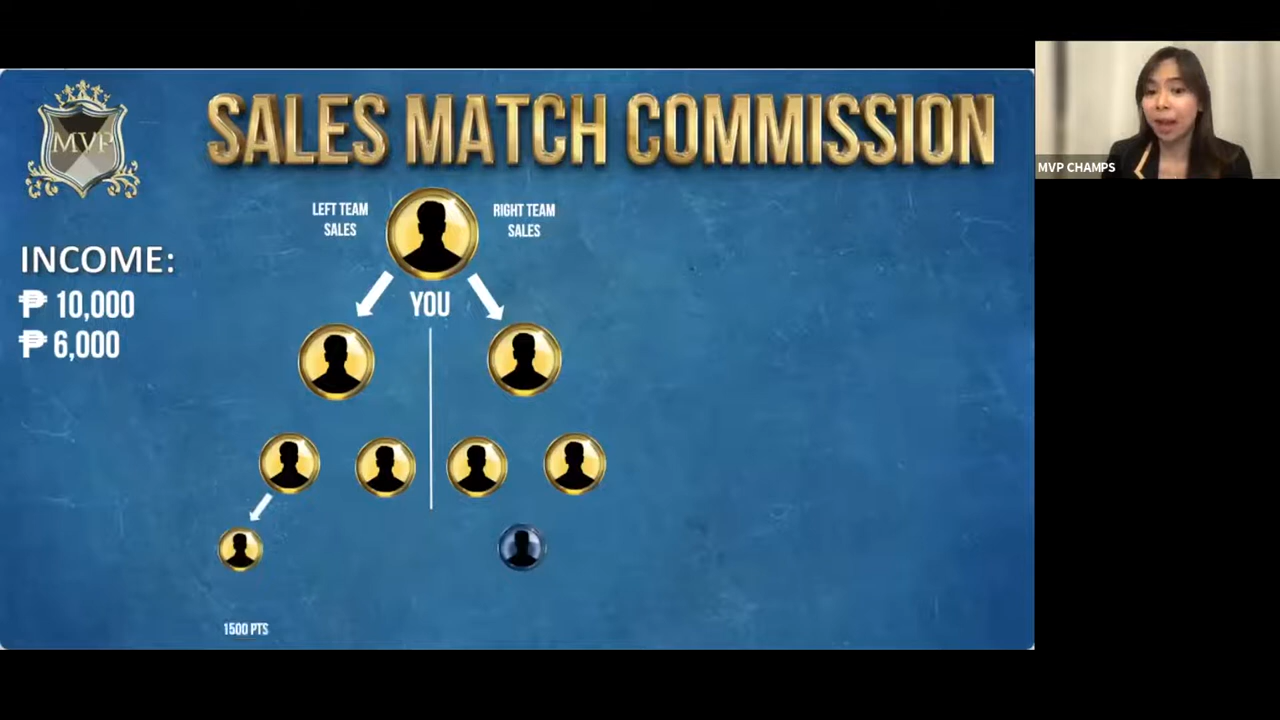 MVP
SALES MATCH COMMISSION
LEFT TEAM
SALES
RIGHT TEAM
SALES
INCOME:
₱ 10,000
₱ 6,000
YOU
1500 PTS
MVP CHAMPS